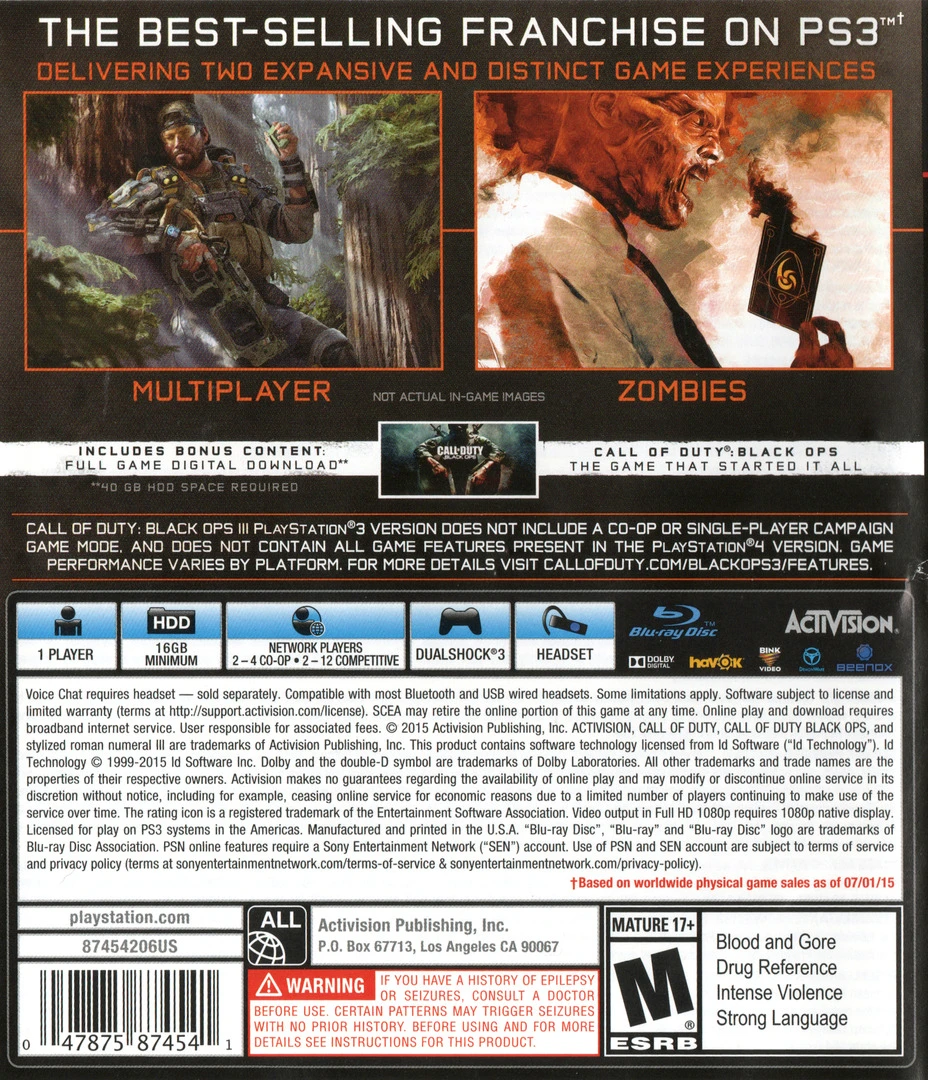 THE BEST-SELLING FRANCHISE ON PS3™†
DELIVERING TWO EXPANSIVE AND DISTINCT GAME EXPERIENCES
MULTIPLAYER
NOT ACTUAL IN-GAME IMAGES
ZOMBIES
INCLUDES BONUS CONTENT:
FULL GAME DIGITAL DOWNLOAD**
**40 GB HDD SPACE REQUIRED
CALL OF DUTY
BLACK OPS
CALL OF DUTY®: BLACK OPS
THE GAME THAT STARTED IT ALL
CALL OF DUTY: BLACK OPS III PLAYSTATION®3 VERSION DOES NOT INCLUDE A CO-OP OR SINGLE-PLAYER CAMPAIGN
GAME MODE, AND DOES NOT CONTAIN ALL GAME FEATURES PRESENT IN THE PLAYSTATION®4 VERSION. GAME
PERFORMANCE VARIES BY PLATFORM. FOR MORE DETAILS VISIT CALLOFDUTY.COM/BLACKOPS3/FEATURES.
1 PLAYER
HDD
16GB
MINIMUM
NETWORK PLAYERS
2 – 4 CO-OP • 2 – 12 COMPETITIVE
DUALSHOCK®3
HEADSET
Blu-ray Disc™
ACTIVISION®
DOLBY
DIGITAL
havok
BINK
VIDEO
DemonWare
BEENOX
Voice Chat requires headset — sold separately. Compatible with most Bluetooth and USB wired headsets. Some limitations apply. Software subject to license and
limited warranty (terms at http://support.activision.com/license). SCEA may retire the online portion of this game at any time. Online play and download requires
broadband internet service. User responsible for associated fees. © 2015 Activision Publishing, Inc. ACTIVISION, CALL OF DUTY, CALL OF DUTY BLACK OPS, and
stylized roman numeral III are trademarks of Activision Publishing, Inc. This product contains software technology licensed from Id Software (“Id Technology”). Id
Technology © 1999-2015 Id Software Inc. Dolby and the double-D symbol are trademarks of Dolby Laboratories. All other trademarks and trade names are the
properties of their respective owners. Activision makes no guarantees regarding the availability of online play and may modify or discontinue online service in its
discretion without notice, including for example, ceasing online service for economic reasons due to a limited number of players continuing to make use of the
service over time. The rating icon is a registered trademark of the Entertainment Software Association. Video output in Full HD 1080p requires 1080p native display.
Licensed for play on PS3 systems in the Americas. Manufactured and printed in the U.S.A. “Blu-ray Disc”, “Blu-ray” and “Blu-ray Disc” logo are trademarks of
Blu-ray Disc Association. PSN online features require a Sony Entertainment Network (“SEN”) account. Use of PSN and SEN account are subject to terms of service
and privacy policy (terms at sonyentertainmentnetwork.com/terms-of-service & sonyentertainmentnetwork.com/privacy-policy).
†Based on worldwide physical game sales as of 07/01/15
playstation.com
87454206US
0 47875 87454 1
ALL
Activision Publishing, Inc.
P.O. Box 67713, Los Angeles CA 90067
WARNING
IF YOU HAVE A HISTORY OF EPILEPSY
OR SEIZURES, CONSULT A DOCTOR
BEFORE USE. CERTAIN PATTERNS MAY TRIGGER SEIZURES
WITH NO PRIOR HISTORY. BEFORE USING AND FOR MORE
DETAILS SEE INSTRUCTIONS FOR THIS PRODUCT.
MATURE 17+
M®
ESRB
Blood and Gore
Drug Reference
Intense Violence
Strong Language